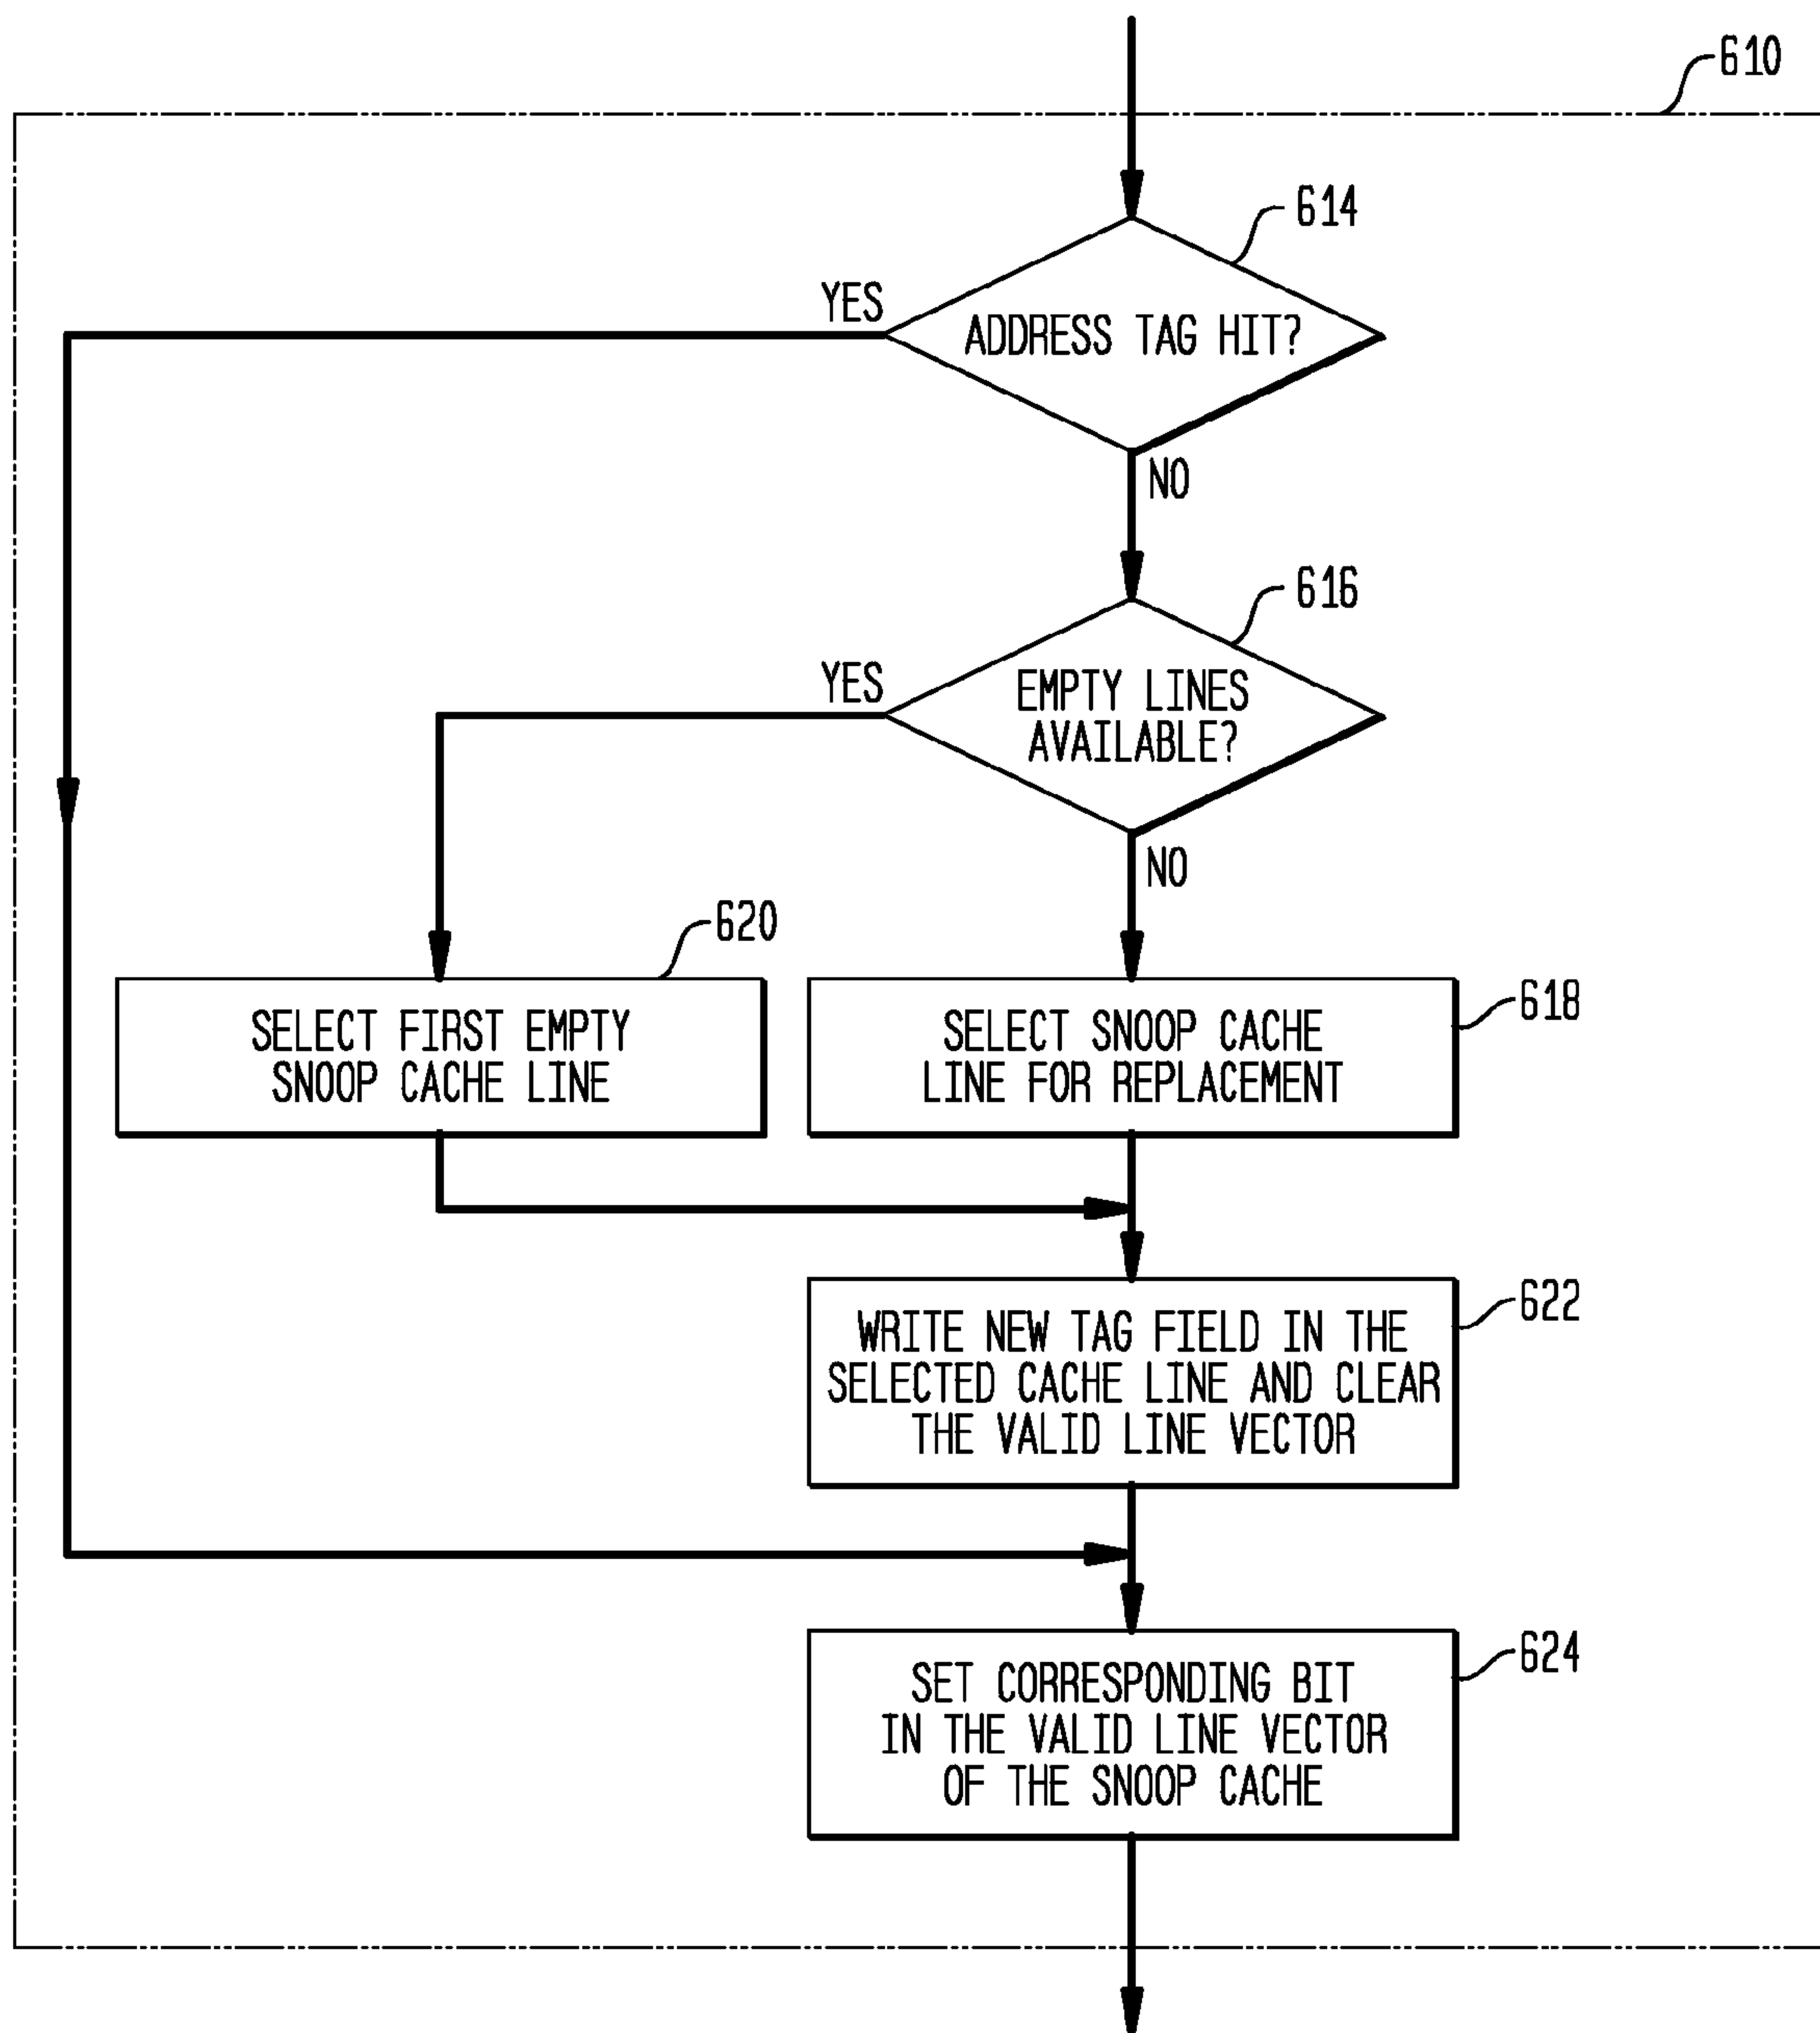 610
614
YES
ADDRESS TAG HIT?
NO
616
YES
EMPTY LINES
AVAILABLE?
NO
620
SELECT FIRST EMPTY
SNOOP CACHE LINE
618
SELECT SNOOP CACHE
LINE FOR REPLACEMENT
622
WRITE NEW TAG FIELD IN THE
SELECTED CACHE LINE AND CLEAR
THE VALID LINE VECTOR
624
SET CORRESPONDING BIT
IN THE VALID LINE VECTOR
OF THE SNOOP CACHE